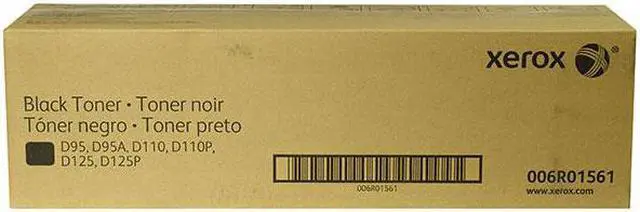 xerox
Black Toner • Toner noir
Tóner negro • Toner preto
D95, D95A, D110, D110P,
D125, D125P
006R01561
006R01561
www.xerox.com